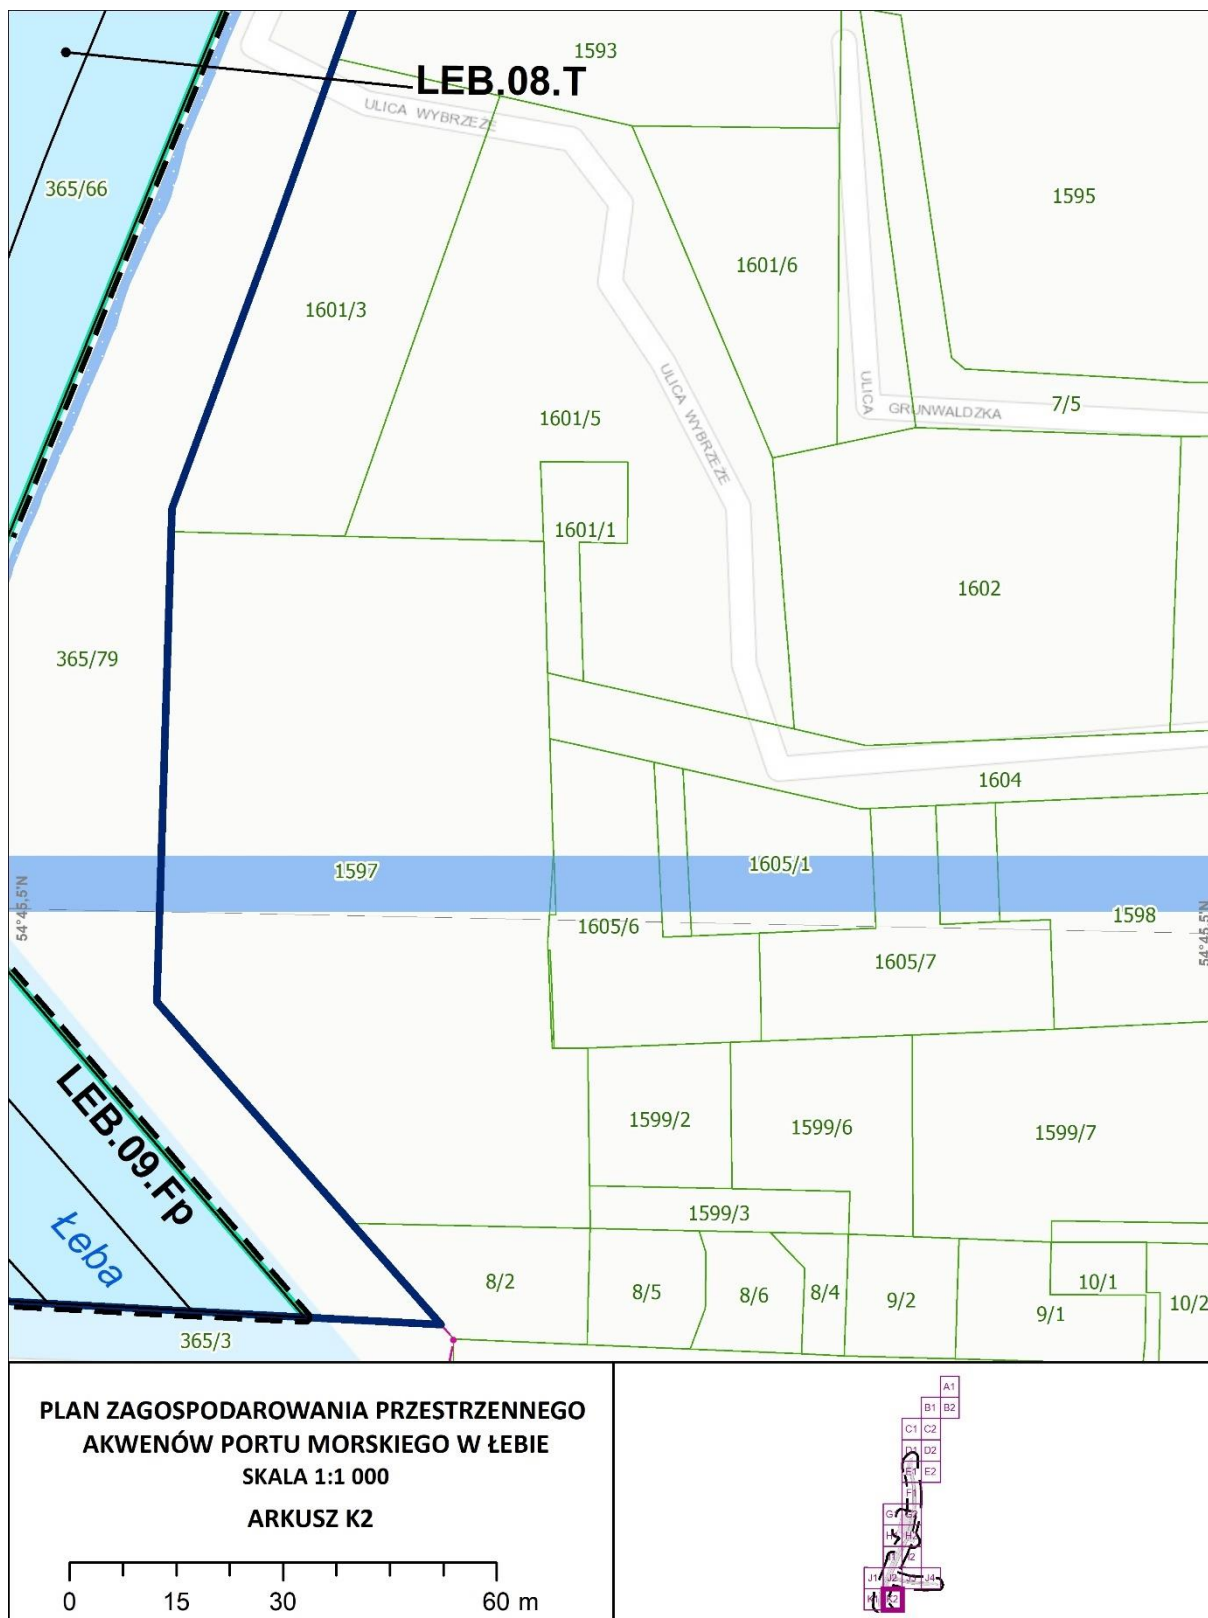 1593
LEB.08.T
ULICA WYBRZEŻE
365/66
1595
1601/6
1601/3
ULICA WYBRZEŻE
ULICA GRUNWALDZKA
7/5
1601/5
1601/1
1602
365/79
1604
1597
1605/1
54°45,5'N
1605/6
1598
54°45,5'N
1605/7
LEB.09.Fp
1599/2
1599/6
1599/7
Łeba
1599/3
8/2
8/5
8/6
8/4
9/2
10/1
9/1
10/2
365/3
PLAN ZAGOSPODAROWANIA PRZESTRZENNEGO
AKWENÓW PORTU MORSKIEGO W ŁEBIE
SKALA 1:1 000
ARKUSZ K2
0 15 30 60 m
A1
B1 B2
C1 C2
D1 D2
E1 E2
F1
J1 J2 J3 J4
K1 K2